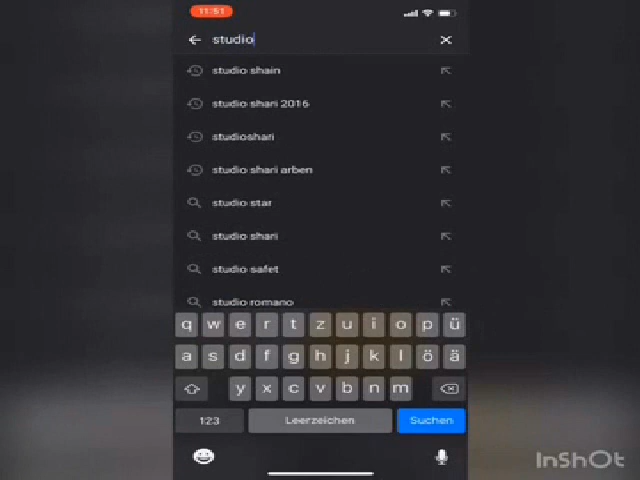 11:51
studio
studio shain
studio shari 2016
studioshari
studio shari arben
studio star
studio shari
studio safet
studio romano
q w e r t z u i o p ü
a s d f g h j k l ö ä
y x c v b n m
123 Leerzeichen Suchen
InShOt